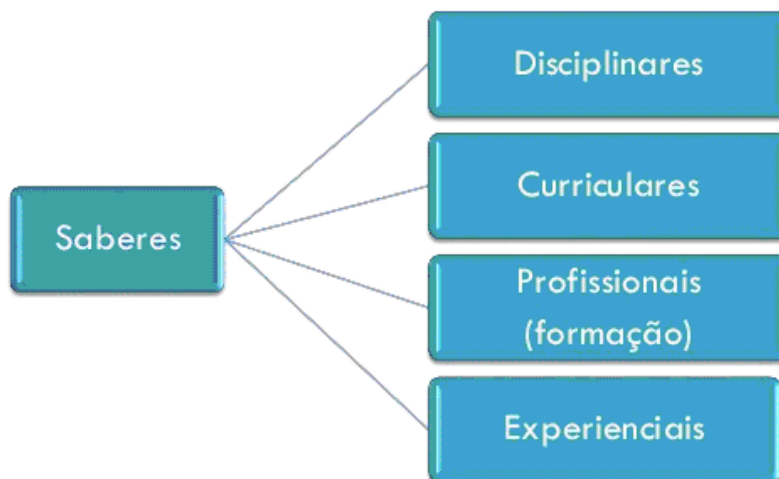 Saberes
Disciplinares
Curriculares
Profissionais
(formação)
Experienciais